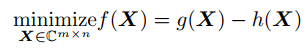 minimize f(X) = g(X) − h(X)
X∈ℂ^{m×n}